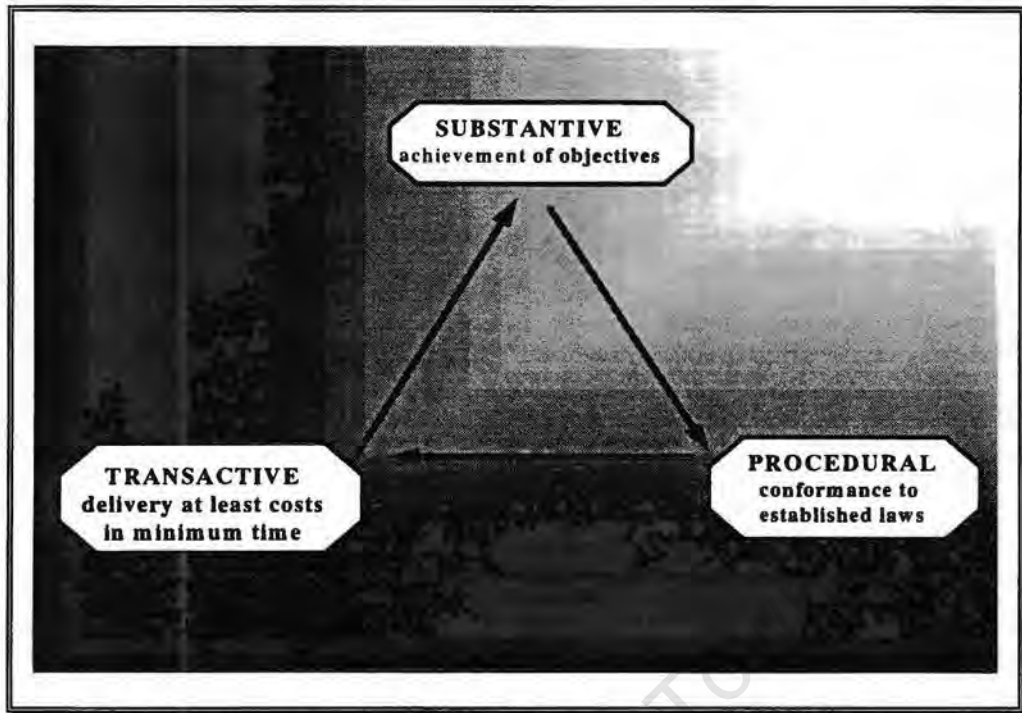 SUBSTANTIVE
achievement of objectives
TRANSACTIVE
delivery at least costs
in minimum time
PROCEDURAL
conformance to
established laws